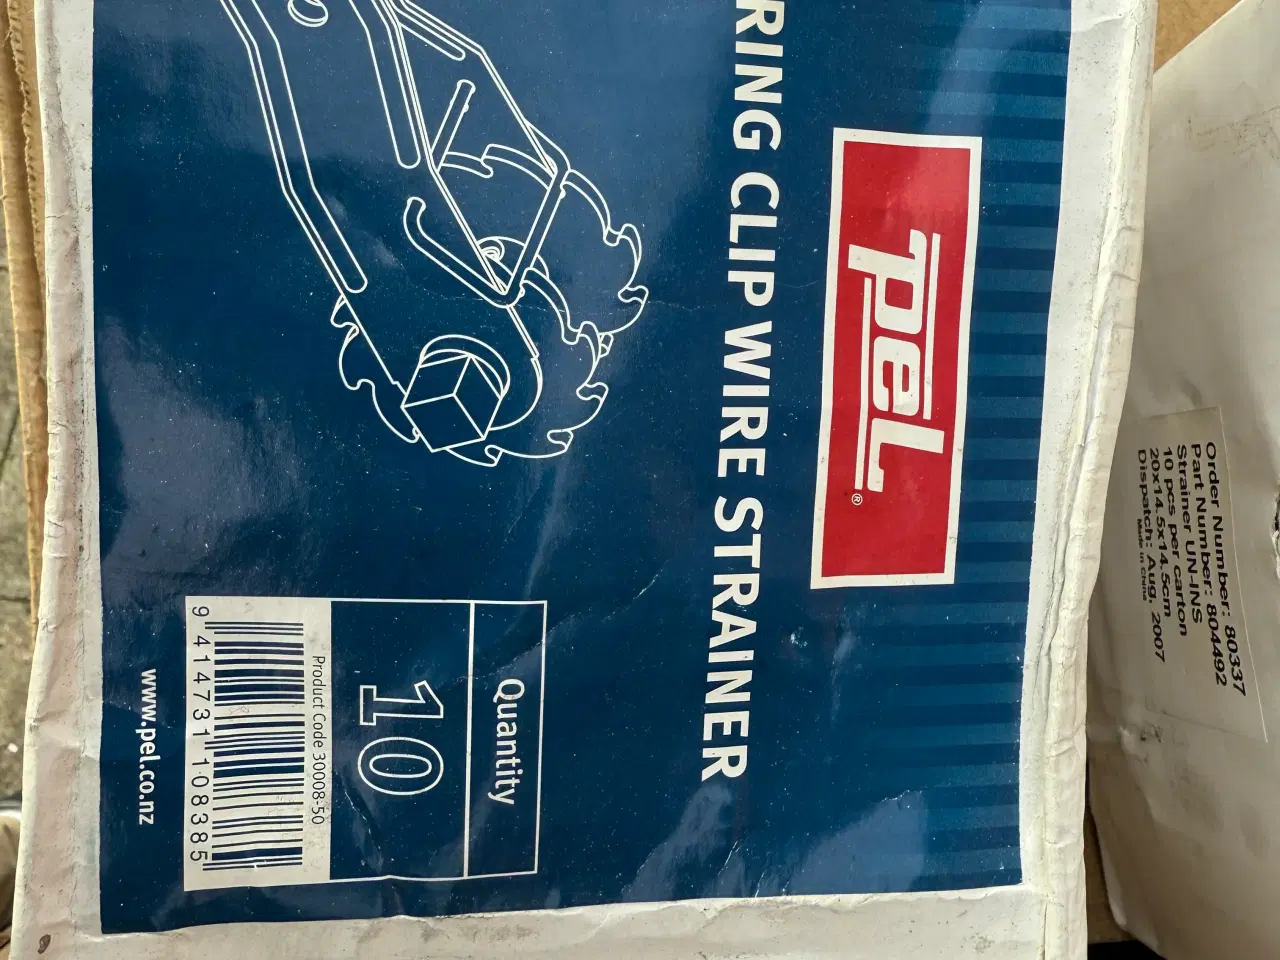 peL®
RING CLIP WIRE STRAINER
Quantity
10
Product Code 30008-50
9 414731 108385
www.pel.co.nz
Order Number: 80337
Part Number: 804492
Strainer UN-INS
10 pcs per carton
20x14.5x14.5cm
Dispatch: Aug, 2007
Made in China